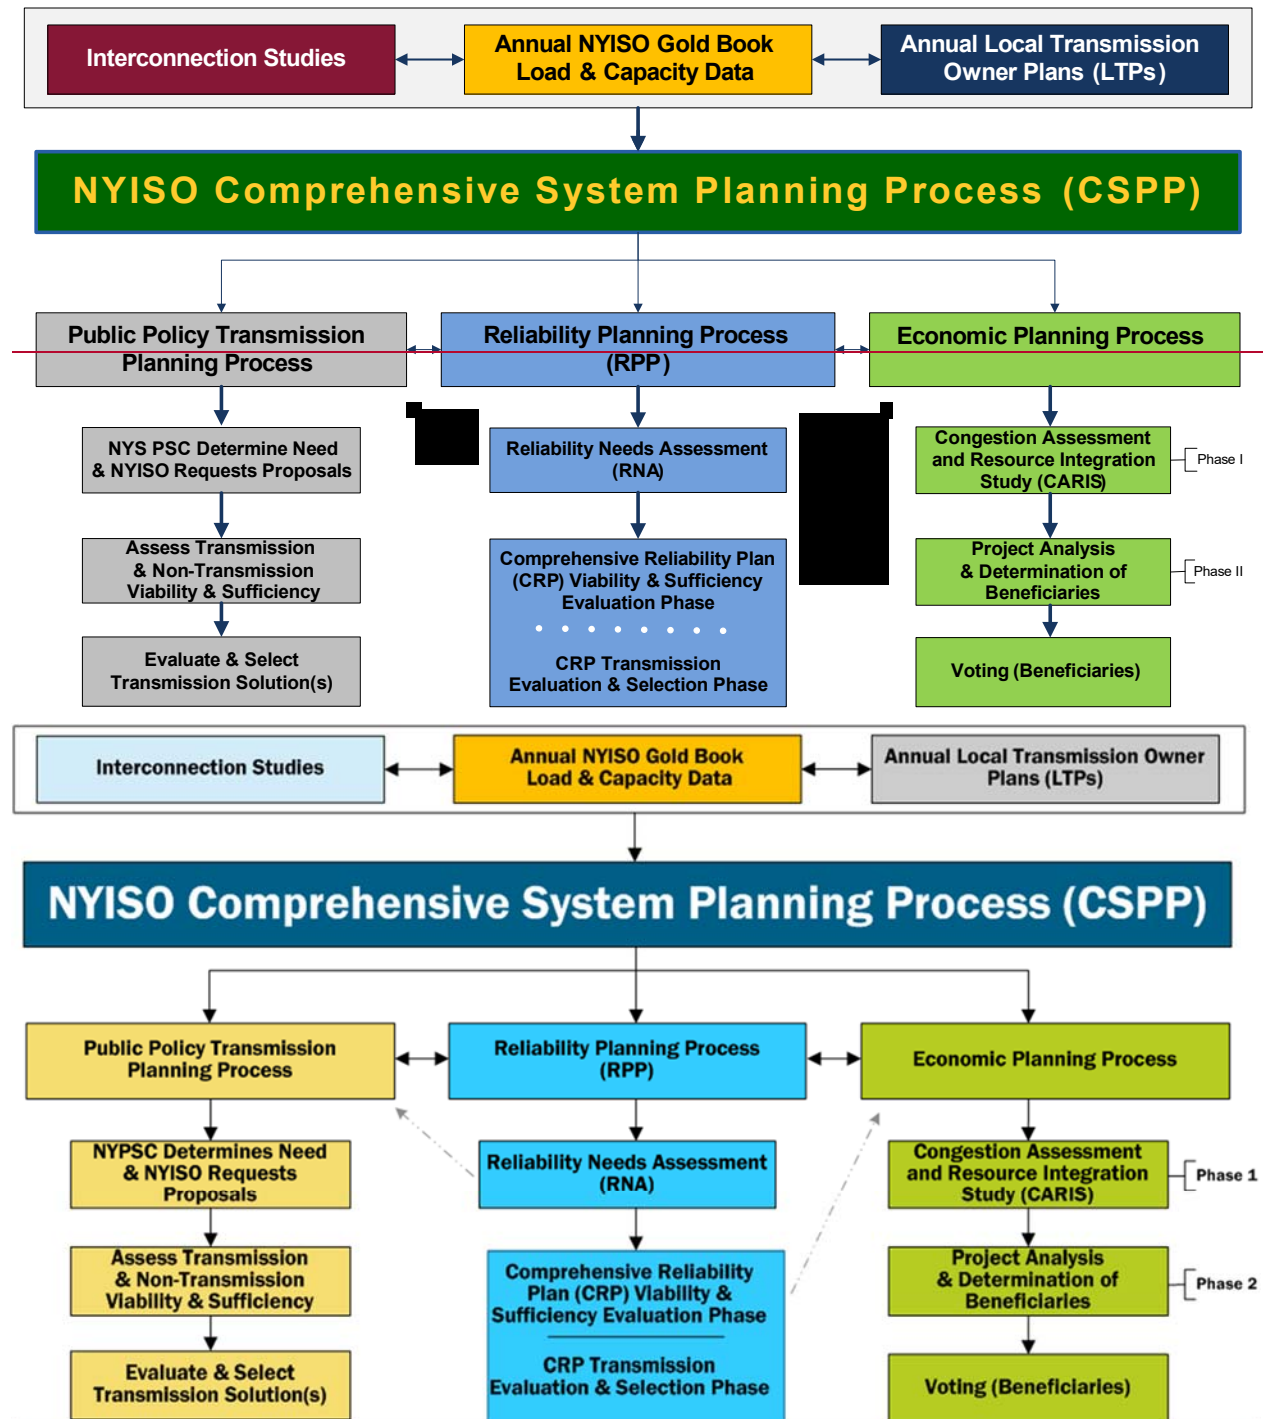 Interconnection Studies
Annual NYISO Gold Book
Load & Capacity Data
Annual Local Transmission
Owner Plans (LTPs)
NYISO Comprehensive System Planning Process (CSPP)
Public Policy Transmission
Planning Process
Reliability Planning Process
(RPP)
Economic Planning Process
NYS PSC Determine Need
& NYISO Requests Proposals
Reliability Needs Assessment
(RNA)
Congestion Assessment
and Resource Integration
Study (CARIS)
Phase I
Assess Transmission
& Non-Transmission
Viability & Sufficiency
Comprehensive Reliability Plan
(CRP) Viability & Sufficiency
Evaluation Phase
Project Analysis
& Determination of
Beneficiaries
Phase II
Evaluate & Select
Transmission Solution(s)
CRP Transmission
Evaluation & Selection Phase
Voting (Beneficiaries)
Interconnection Studies
Annual NYISO Gold Book
Load & Capacity Data
Annual Local Transmission Owner
Plans (LTPs)
NYISO Comprehensive System Planning Process (CSPP)
Public Policy Transmission
Planning Process
Reliability Planning Process
(RPP)
Economic Planning Process
NYPSC Determines Need
& NYISO Requests
Proposals
Reliability Needs Assessment
(RNA)
Congestion Assessment
and Resource Integration
Study (CARIS)
Phase 1
Assess Transmission
& Non-Transmission
Viability & Sufficiency
Comprehensive Reliability
Plan (CRP) Viability &
Sufficiency Evaluation Phase
Project Analysis
& Determination of
Beneficiaries
Phase 2
Evaluate & Select
Transmission Solution(s)
CRP Transmission
Evaluation & Selection Phase
Voting (Beneficiaries)